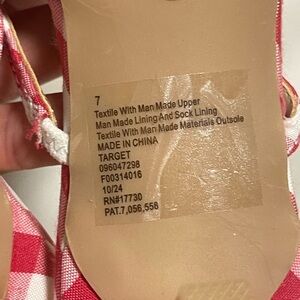 7
Textile With Man Made Upper
Man Made Lining And Sock Lining
Textile With Man Made Materials Outsole
MADE IN CHINA
TARGET
096047298
F00314016
10/24
RN#17730
PAT.7,056,558